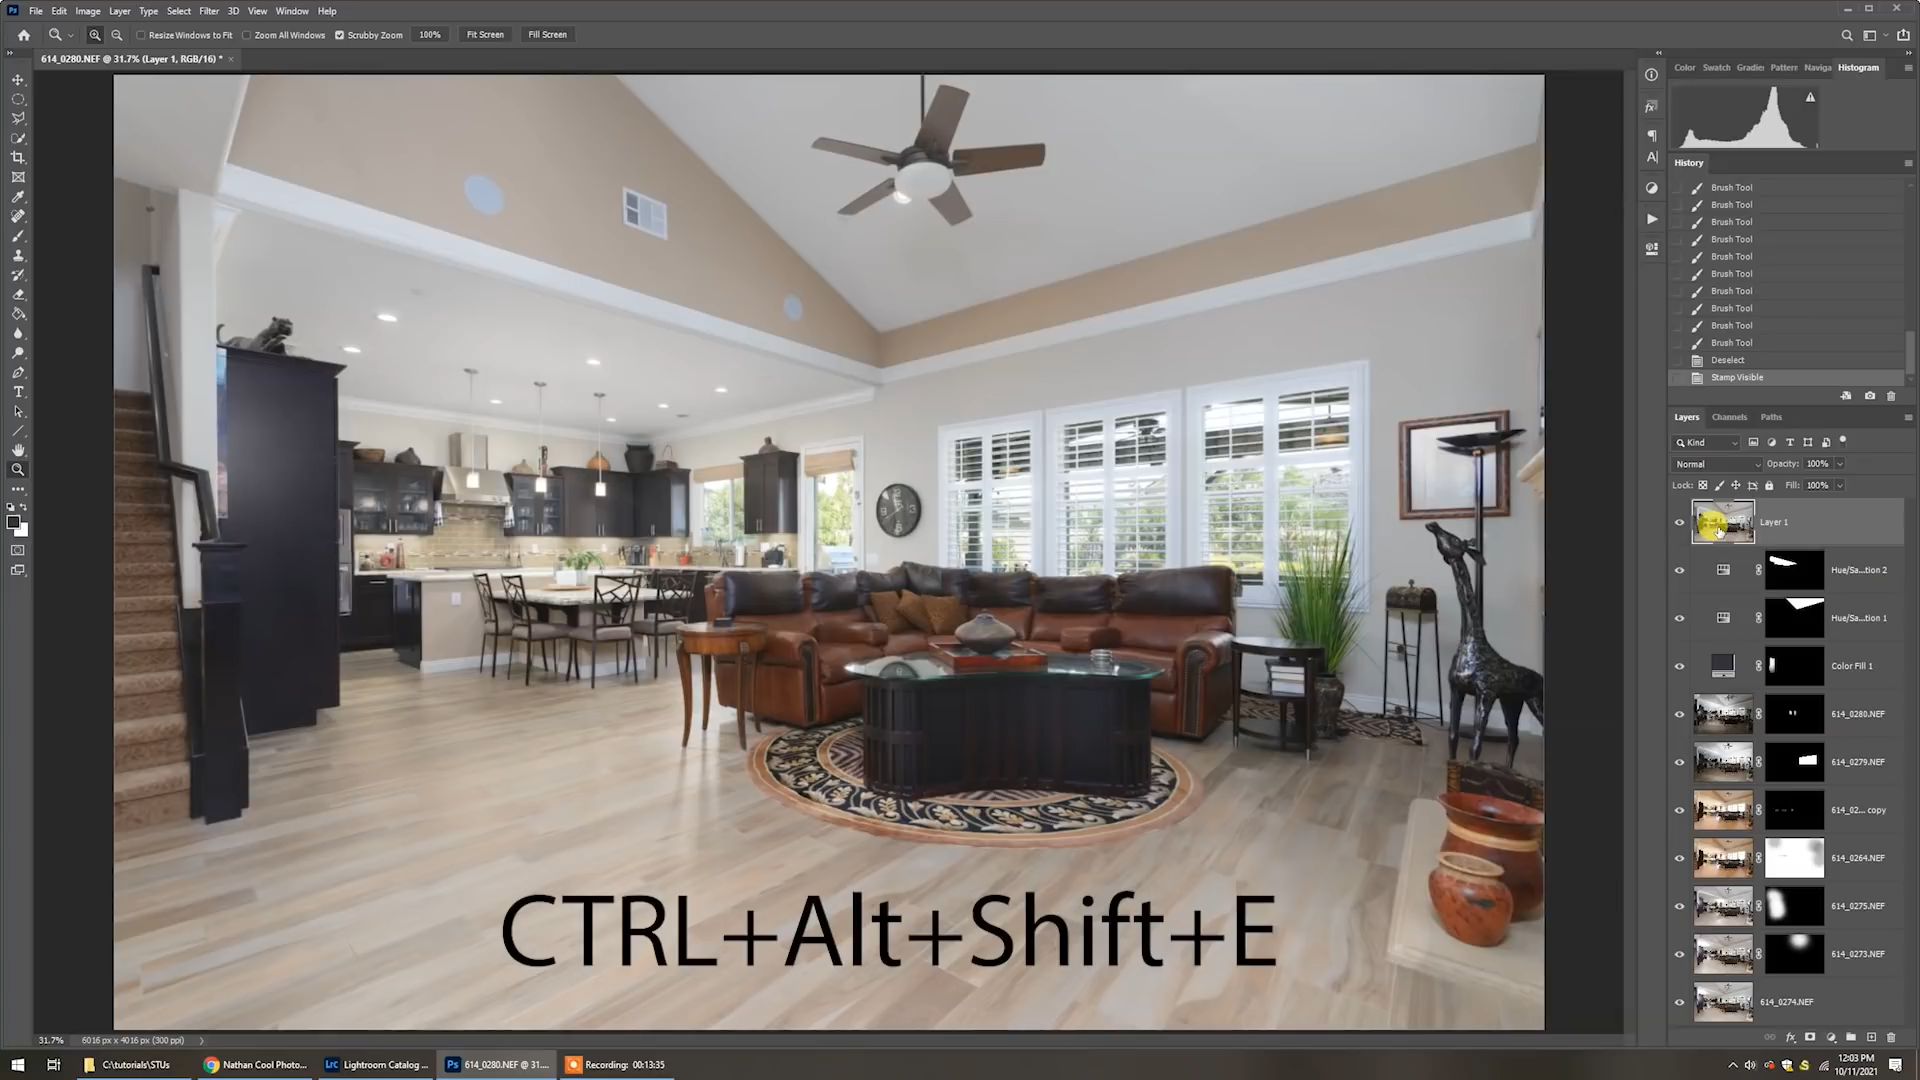 Ps File Edit Image Layer Type Select Filter 3D View Window Help
Resize Windows to Fit Zoom All Windows Scrubby Zoom 100% Fit Screen Fill Screen
614_0280.NEF @ 31.7% (Layer 1, RGB/16) * ×
Color Swatch Gradie Pattern Naviga Histogram
History
Brush Tool
Brush Tool
Brush Tool
Brush Tool
Brush Tool
Brush Tool
Brush Tool
Brush Tool
Brush Tool
Brush Tool
Deselect
Stamp Visible
Layers Channels Paths
Kind
Normal Opacity: 100%
Lock: Fill: 100%
Layer 1
Hue/Sa...tion 2
Hue/Sa...tion 1
Color Fill 1
614_0280.NEF
614_0279.NEF
614_02... copy
614_0264.NEF
614_0275.NEF
614_0273.NEF
614_0274.NEF
CTRL+Alt+Shift+E
31.7% 6016 px x 4016 px (300 ppi)
C:\tutorials\STUs Nathan Cool Photo... LrC Lightroom Catalog ... Ps 614_0280.NEF @ 31.... Recording: 00:13:35
12:03 PM
10/11/2021